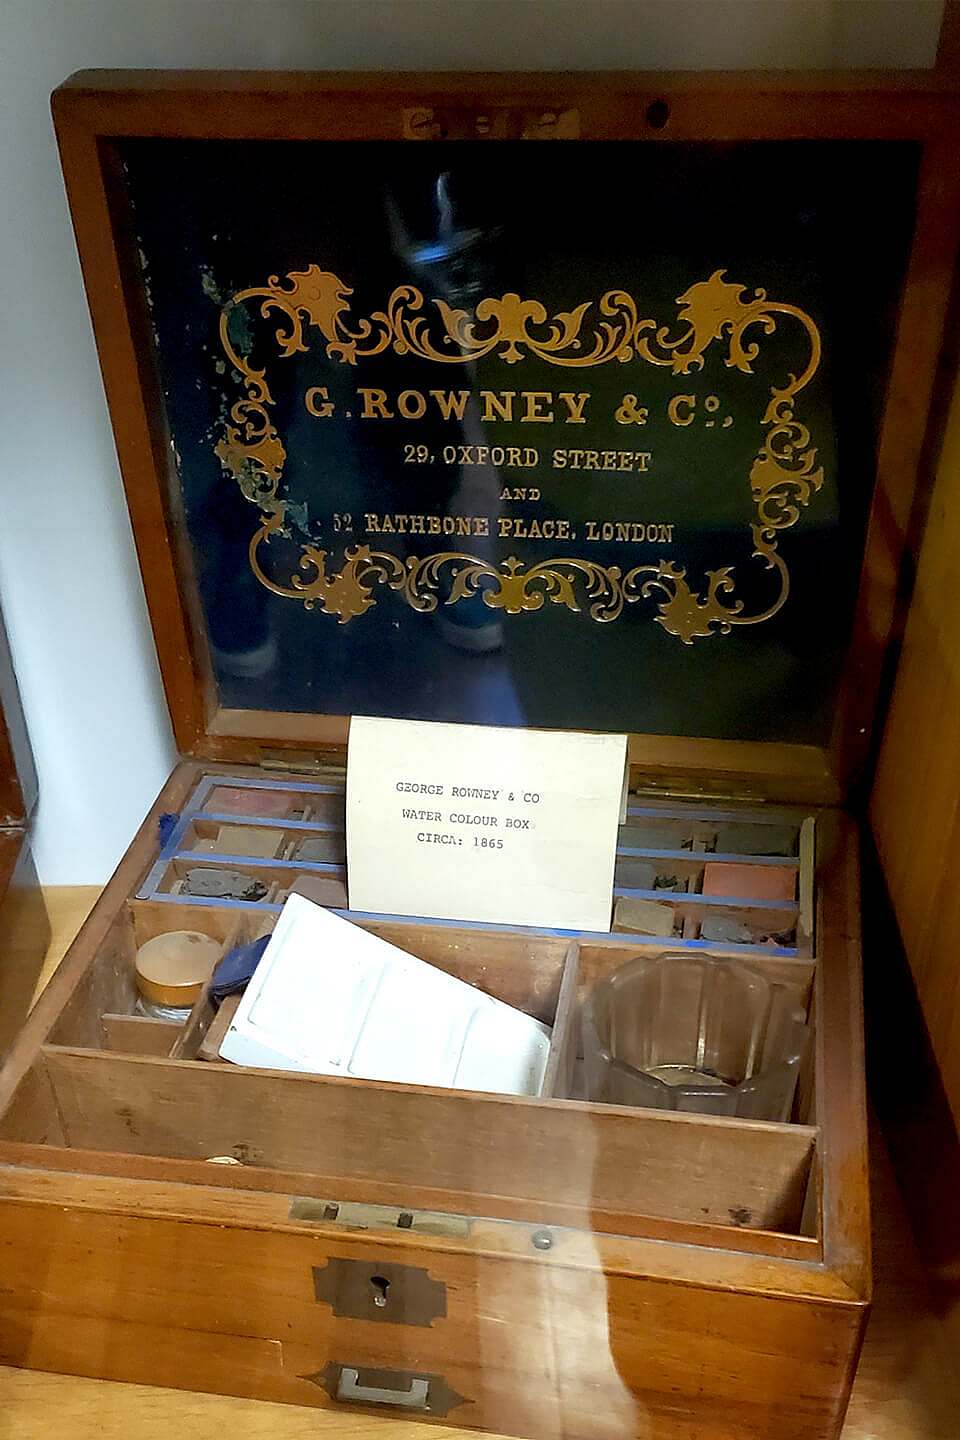 G. ROWNEY & Co.,
29, OXFORD STREET
AND
52 RATHBONE PLACE, LONDON
GEORGE ROWNEY & CO
WATER COLOUR BOX.
CIRCA: 1865